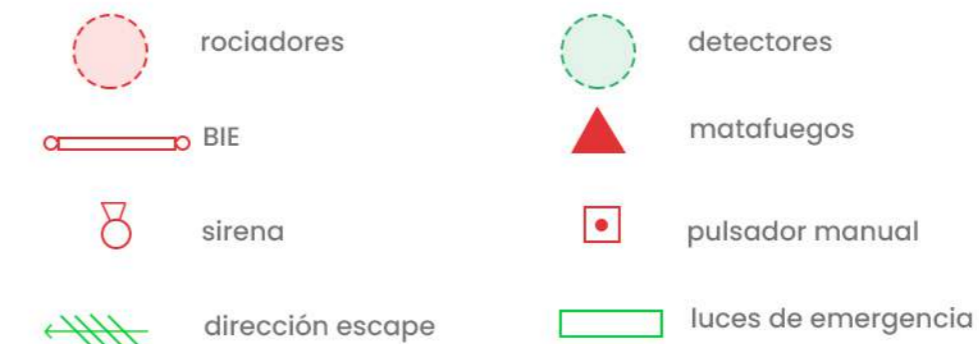 rociadores
detectores
BIE
matafuegos
sirena
pulsador manual
dirección escape
luces de emergencia